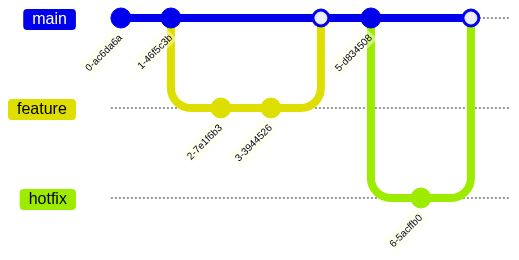 main
feature
hotfix
0-ac6da6a
1-46f5c3b
2-7e1f6b3
3-3944526
5-d834508
6-5acffb0